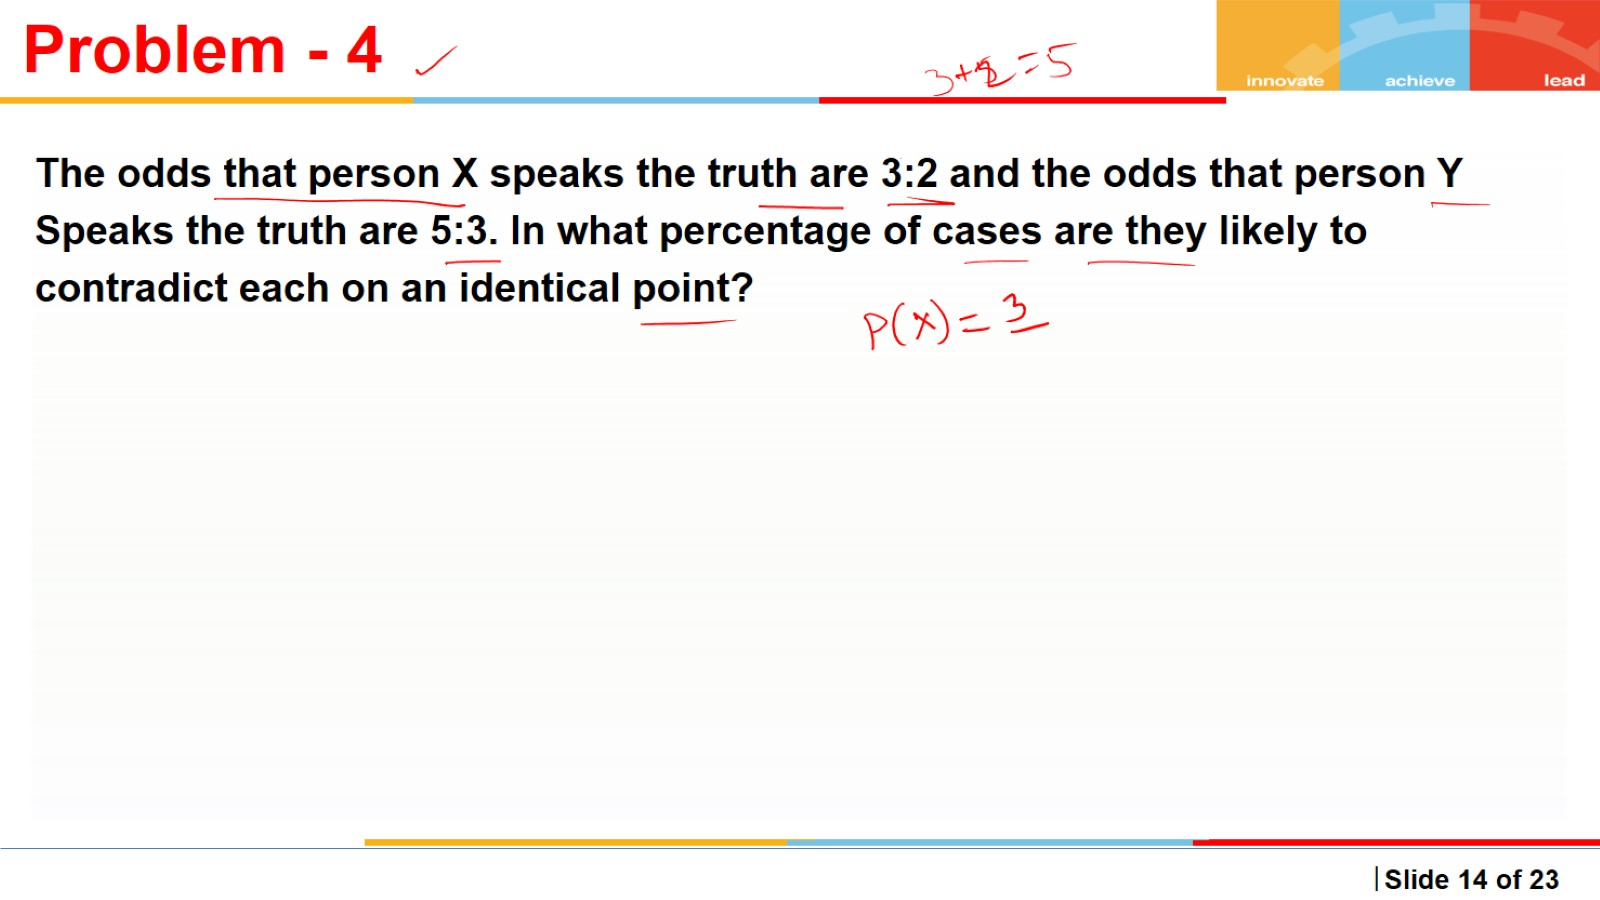 Problem - 4
3+2=5
innovate achieve lead
The odds that person X speaks the truth are 3:2 and the odds that person Y
Speaks the truth are 5:3. In what percentage of cases are they likely to
contradict each on an identical point?
P(X) = 3
Slide 14 of 23